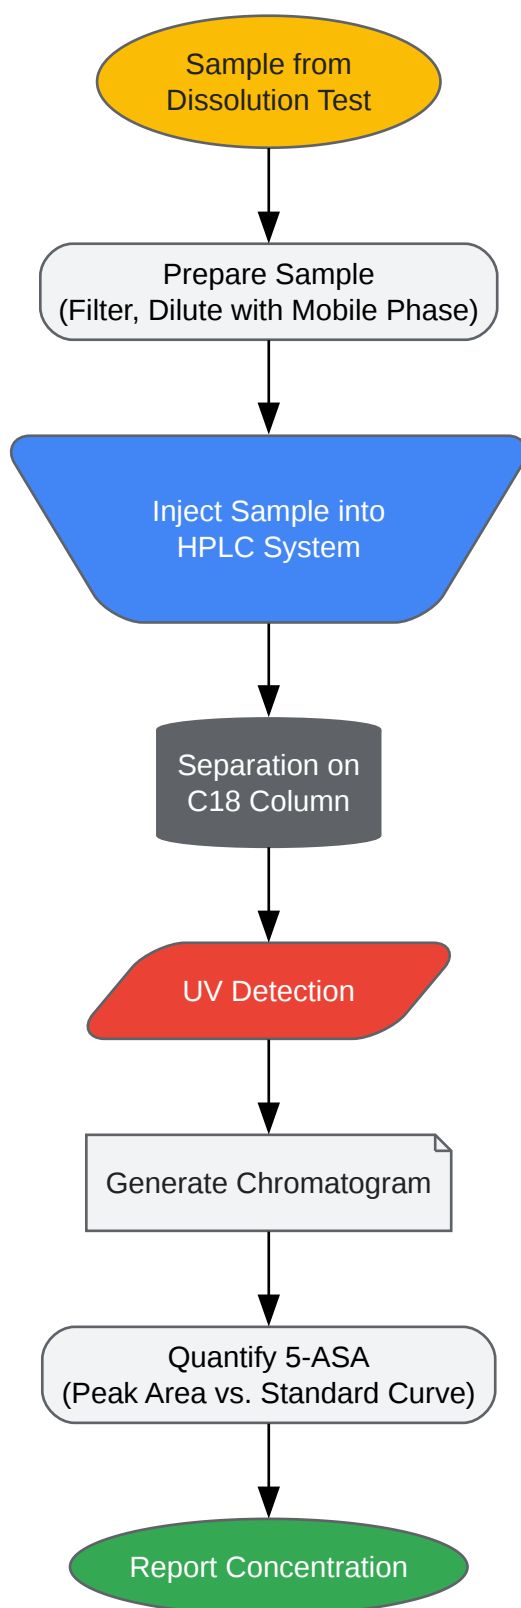 Sample from
Dissolution Test
Prepare Sample
(Filter, Dilute with Mobile Phase)
Inject Sample into
HPLC System
Separation on
C18 Column
UV Detection
Generate Chromatogram
Quantify 5-ASA
(Peak Area vs. Standard Curve)
Report Concentration